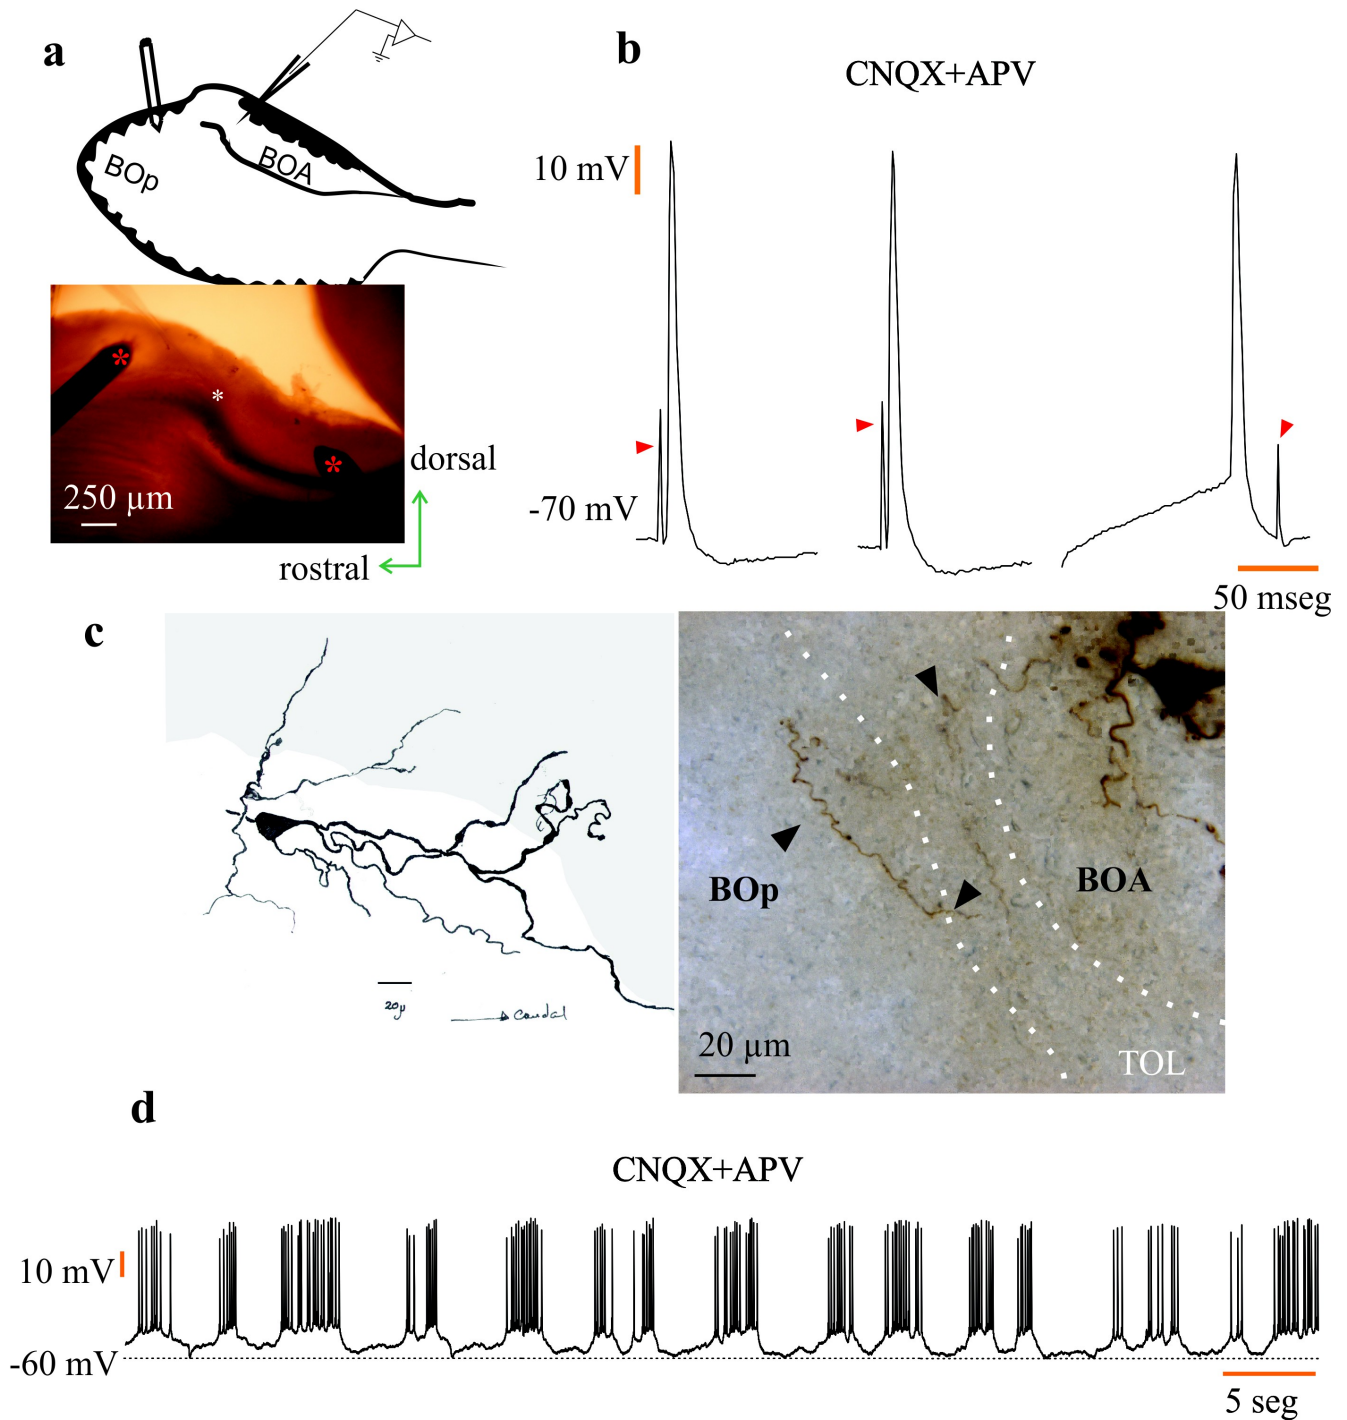 a
BOp
BOA
*
*
*
250 µm
dorsal
rostral
b
CNQX+APV
10 mV
-70 mV
50 mseg
c
20µ
Caudal
BOp
BOA
20 µm
TOL
d
CNQX+APV
10 mV
-60 mV
5 seg